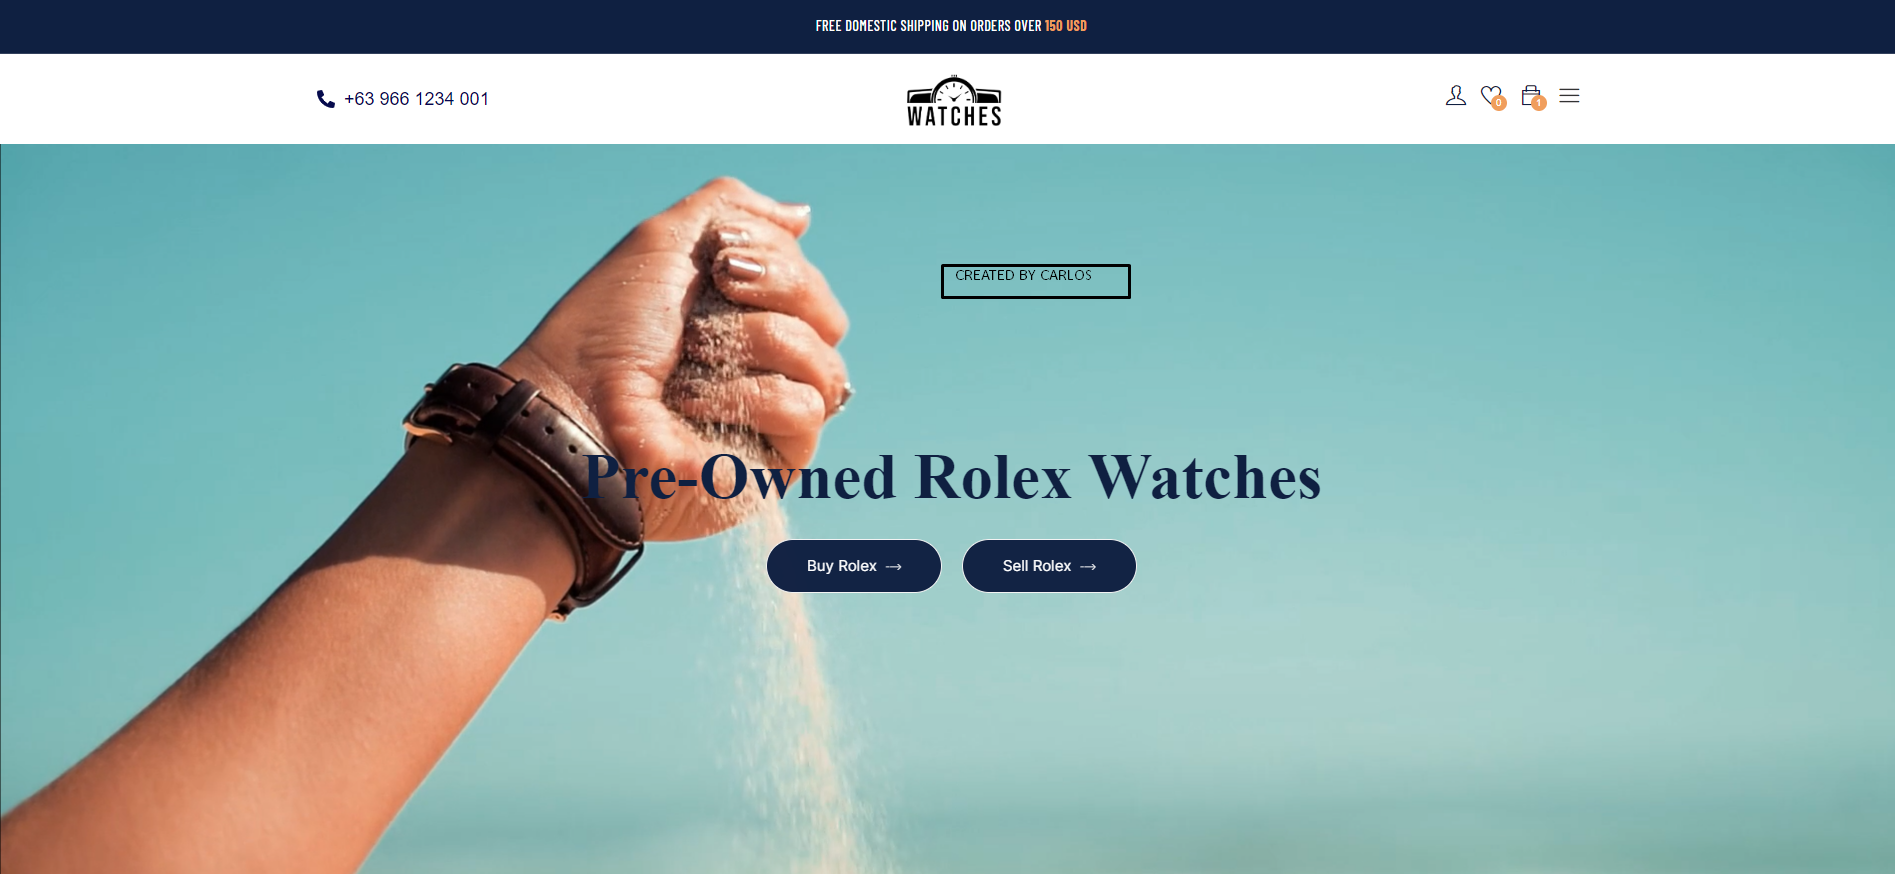 FREE DOMESTIC SHIPPING ON ORDERS OVER 150 USD
+63 966 1234 001
WATCHES
0
1
CREATED BY CARLOS
Pre-Owned Rolex Watches
Buy Rolex →
Sell Rolex →